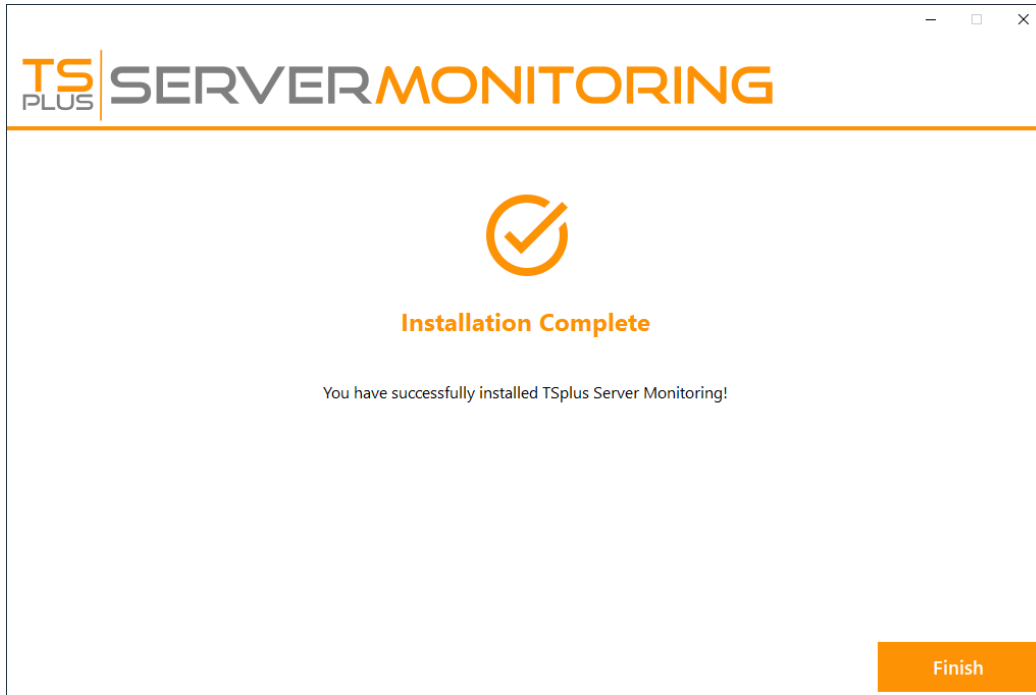 TS PLUS SERVERMONITORING
Installation Complete
You have successfully installed TSplus Server Monitoring!
Finish